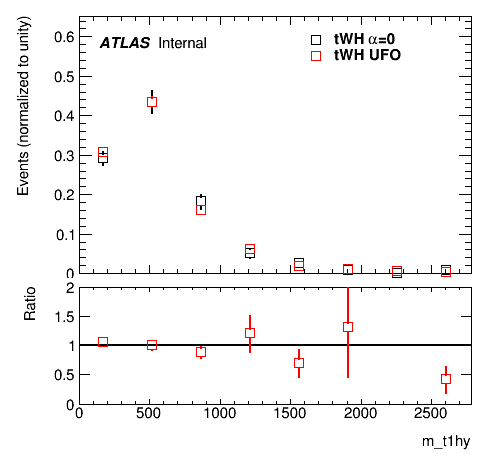 Events (normalized to unity)
0.6
0.5
0.4
0.3
0.2
0.1
0
ATLAS Internal
tWH α=0
tWH UFO
Ratio
2
1.5
1
0.5
0
0 500 1000 1500 2000 2500
m_t1hy